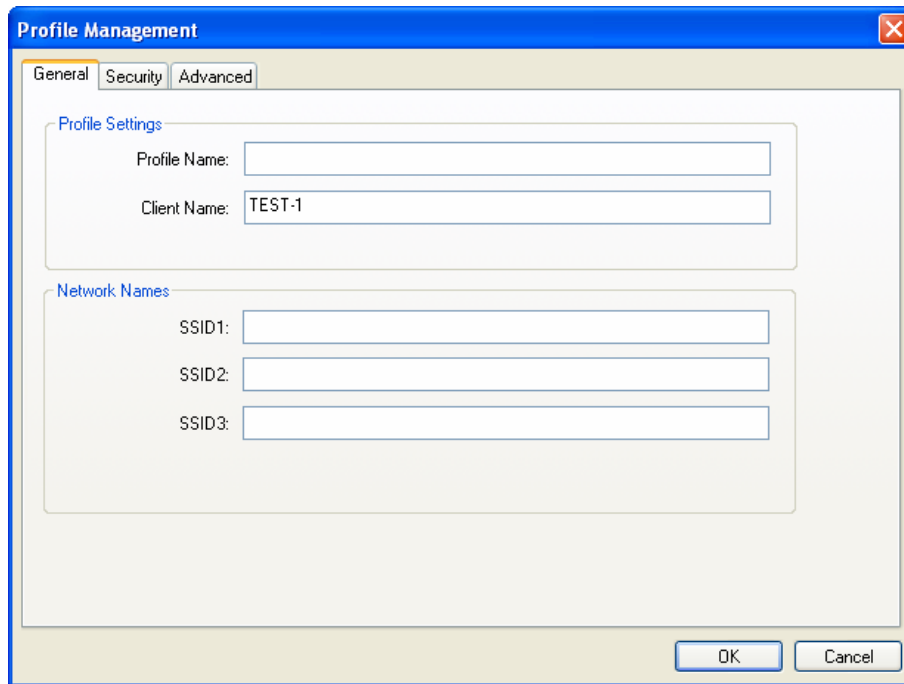 Profile Management
General Security Advanced
Profile Settings
Profile Name:
Client Name: TEST-1
Network Names
SSID1:
SSID2:
SSID3:
OK Cancel